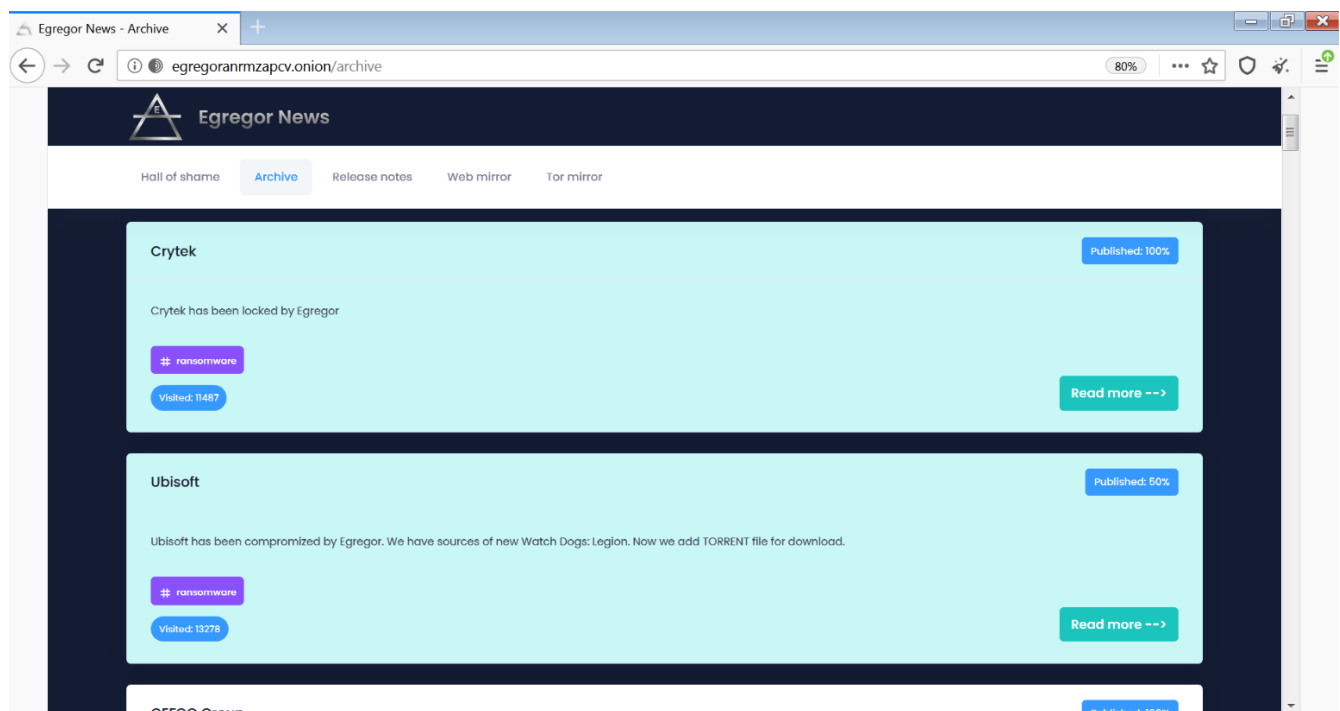 Egregor News - Archive
egregoranrmzapcv.onion/archive
80%
Egregor News
Hall of shame
Archive
Release notes
Web mirror
Tor mirror
Crytek
Published: 100%
Crytek has been locked by Egregor
# ransomware
Visited: 11487
Read more -->
Ubisoft
Published: 50%
Ubisoft has been compromized by Egregor. We have sources of new Watch Dogs: Legion. Now we add TORRENT file for download.
# ransomware
Visited: 13278
Read more -->